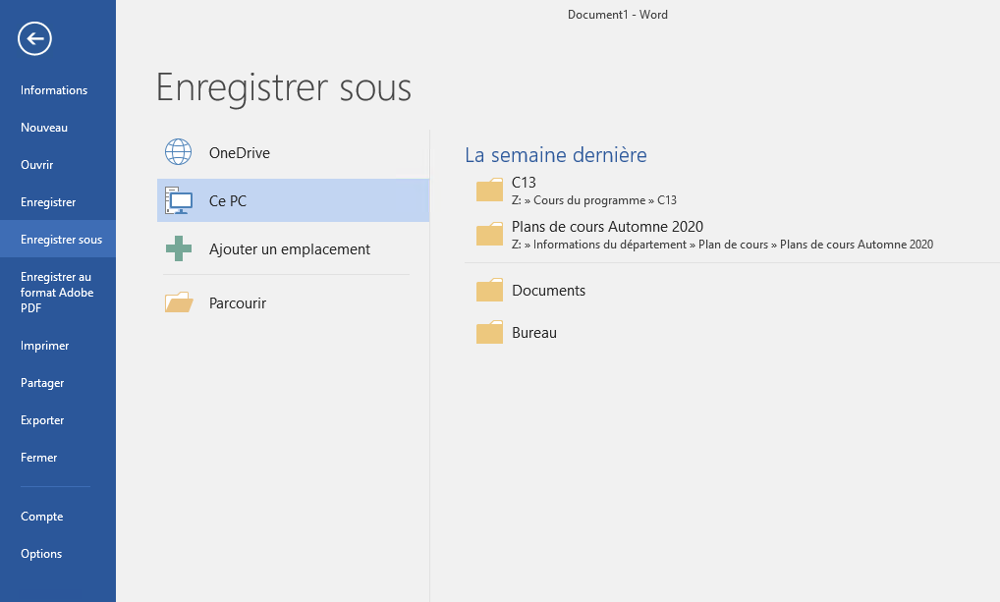 Document1 - Word
Informations
Nouveau
Ouvrir
Enregistrer
Enregistrer sous
Enregistrer au
format Adobe
PDF
Imprimer
Partager
Exporter
Fermer
Compte
Options
Enregistrer sous
OneDrive
Ce PC
Ajouter un emplacement
Parcourir
La semaine dernière
C13
Z: » Cours du programme » C13
Plans de cours Automne 2020
Z: » Informations du département » Plan de cours » Plans de cours Automne 2020
Documents
Bureau